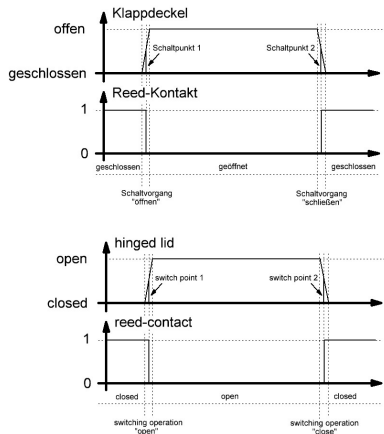 Klappdeckel
offen
Schaltpunkt 1
Schaltpunkt 2
geschlossen
Reed-Kontakt
1
0
geschlossen
geöffnet
geschlossen
Schaltvorgang
"öffnen"
Schaltvorgang
"schließen"
hinged lid
open
switch point 1
switch point 2
closed
reed-contact
1
0
closed
open
closed
switching operation
"open"
switching operation
"close"